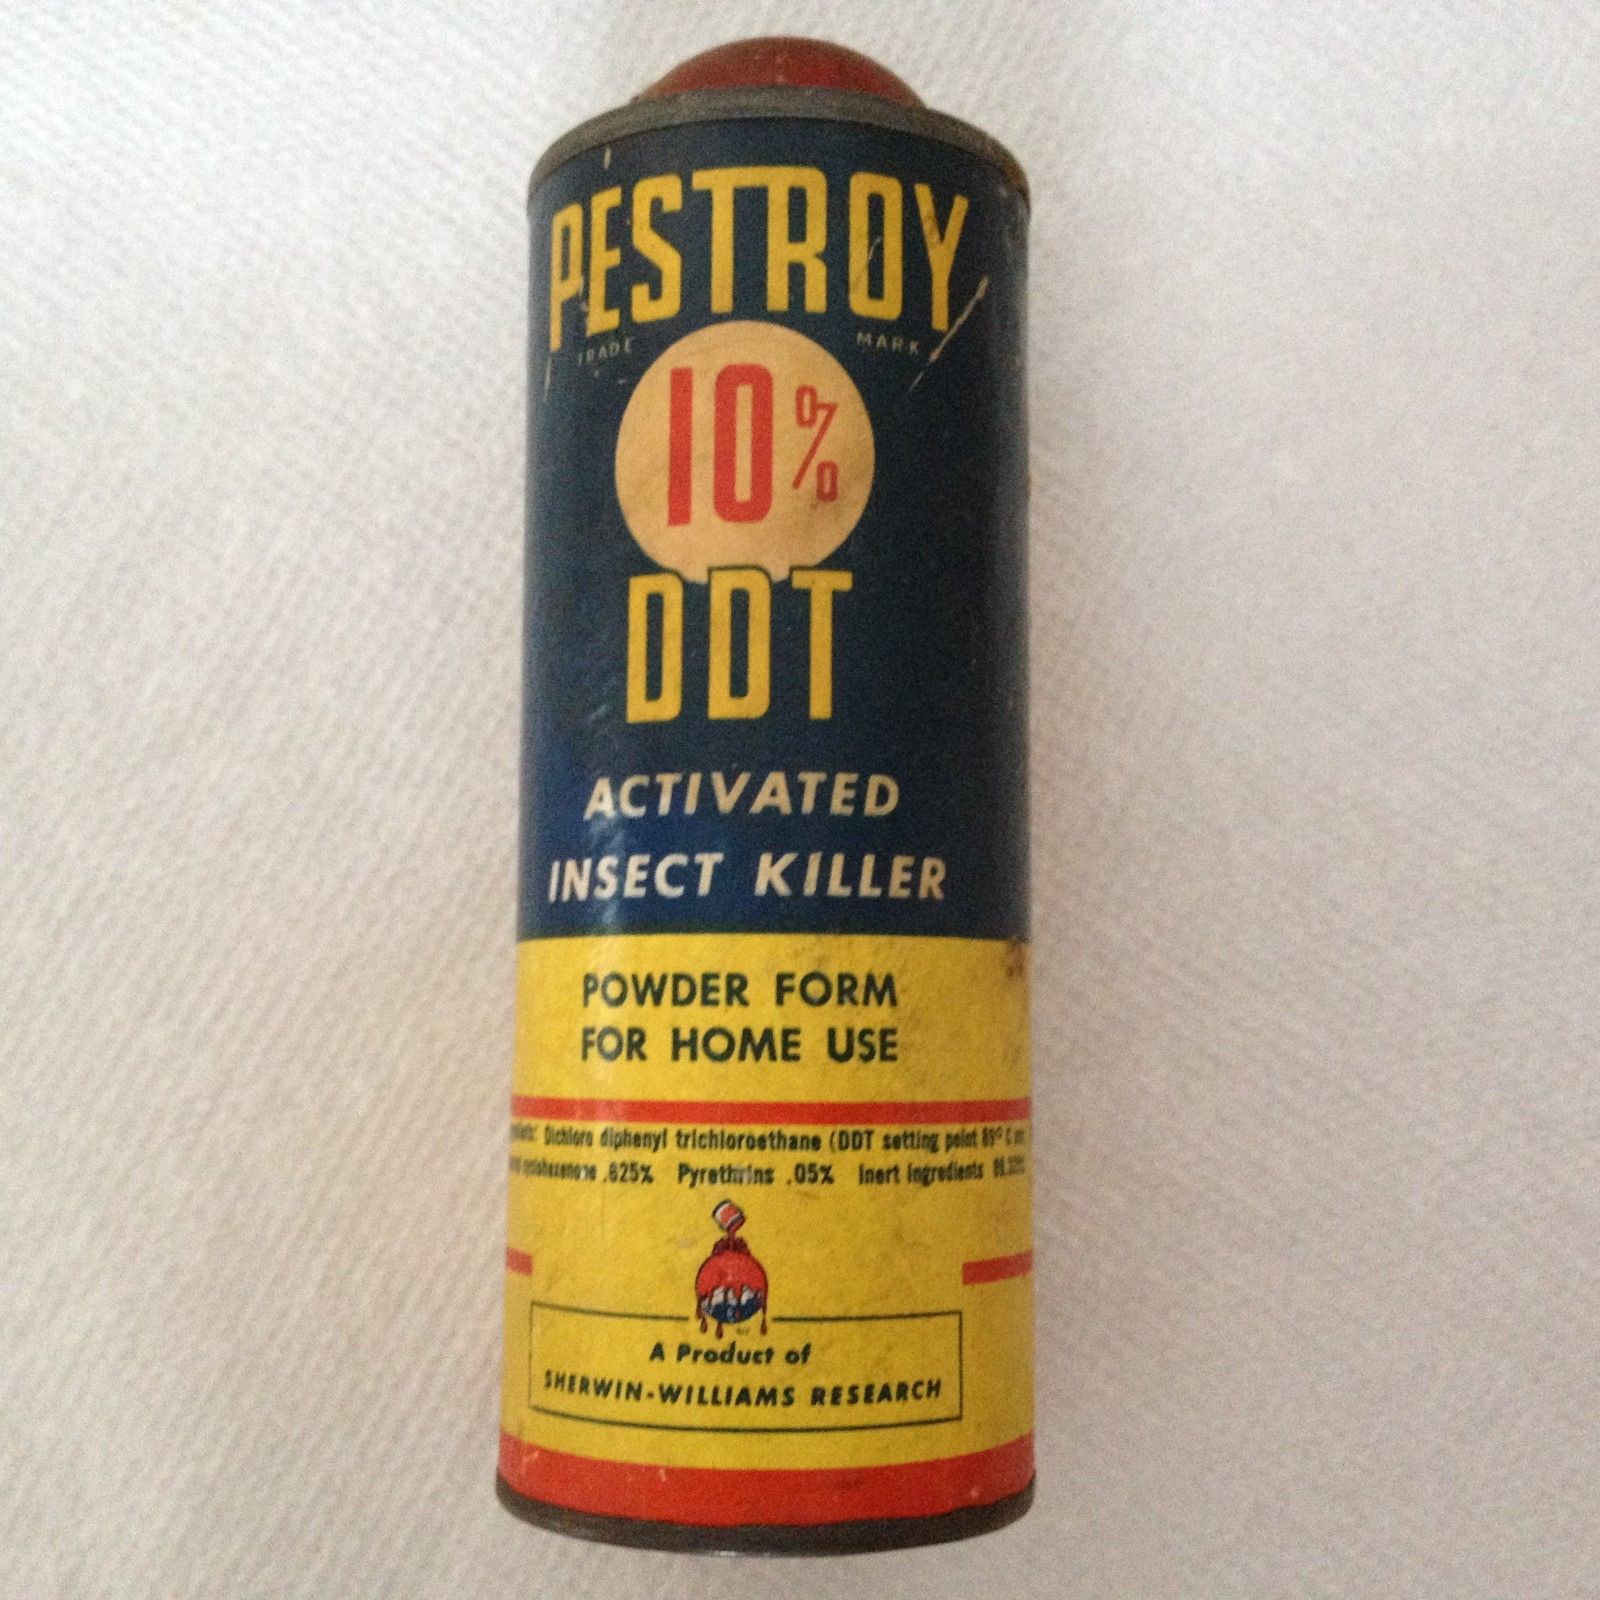 PESTROY
TRADE MARK
10%
DDT
ACTIVATED
INSECT KILLER
POWDER FORM
FOR HOME USE
Dichloro diphenyl trichloroethane (DDT setting point 89° C
.625% Pyrethrins .05% Inert Ingredients
A Product of
SHERWIN-WILLIAMS RESEARCH